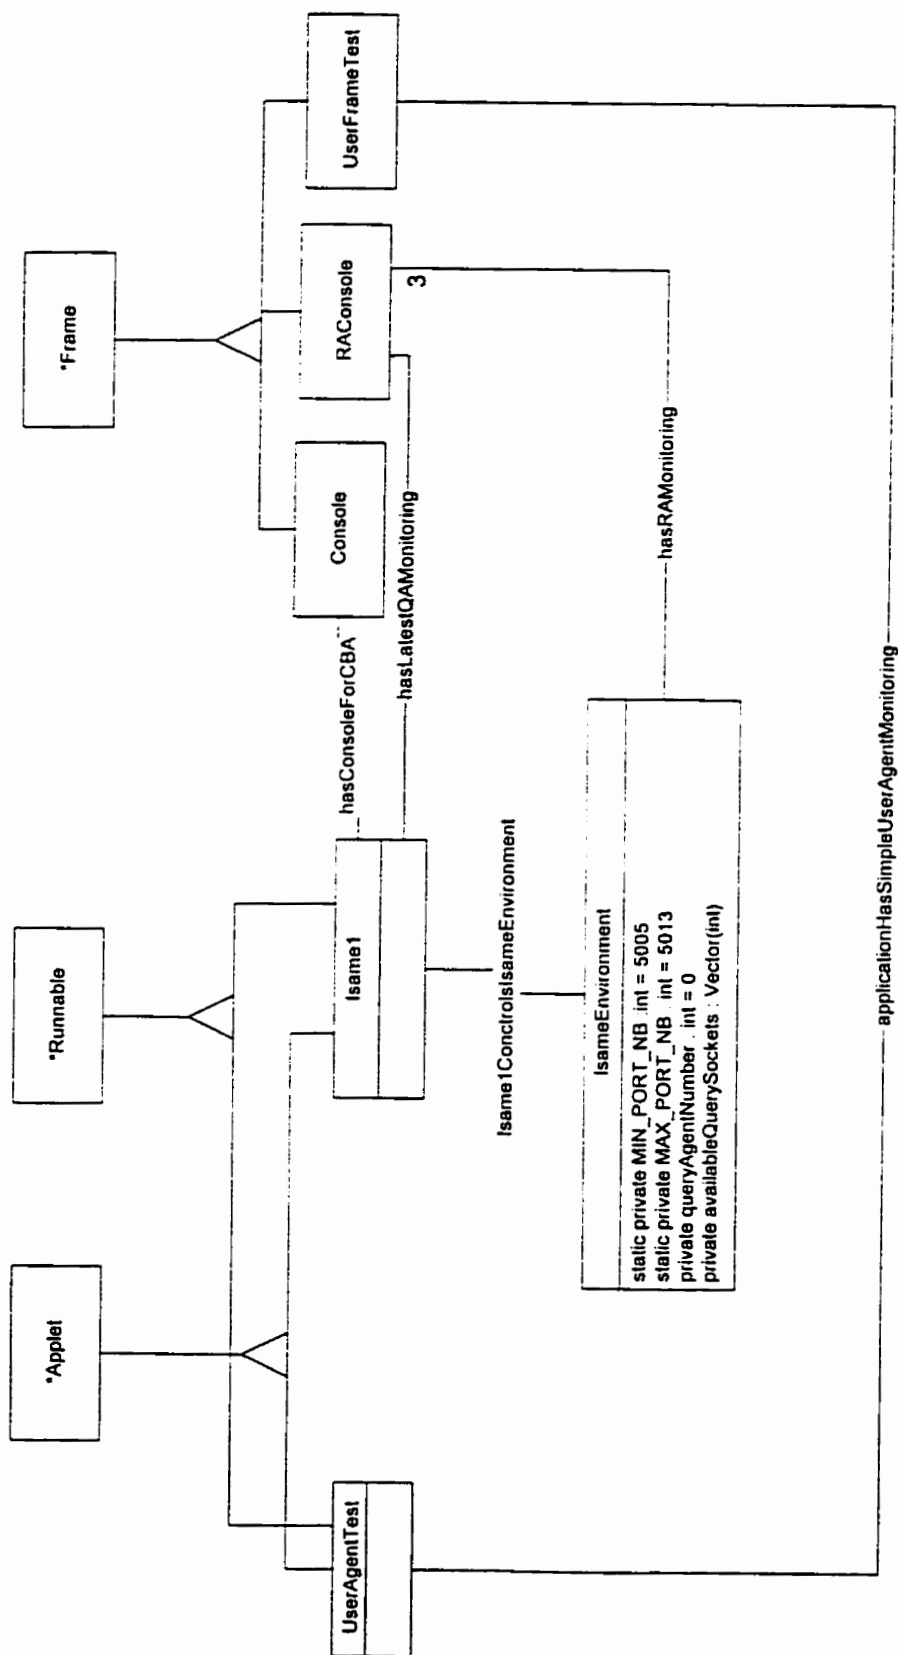 *Applet
*Runnable
*Frame
UserAgentTest
Isame1
hasConsoleForCBA
Console
RAConsole
UserFrameTest
hasLatestQAMonitoring
3
Isame1ConctrolsIsameEnvironment
IsameEnvironment
static private MIN_PORT_NB : int = 5005
static private MAX_PORT_NB : int = 5013
private queryAgentNumber : int = 0
private availableQuerySockets : Vector(int)
hasRAMonitoring
applicationHasSimpleUserAgentMonitoring